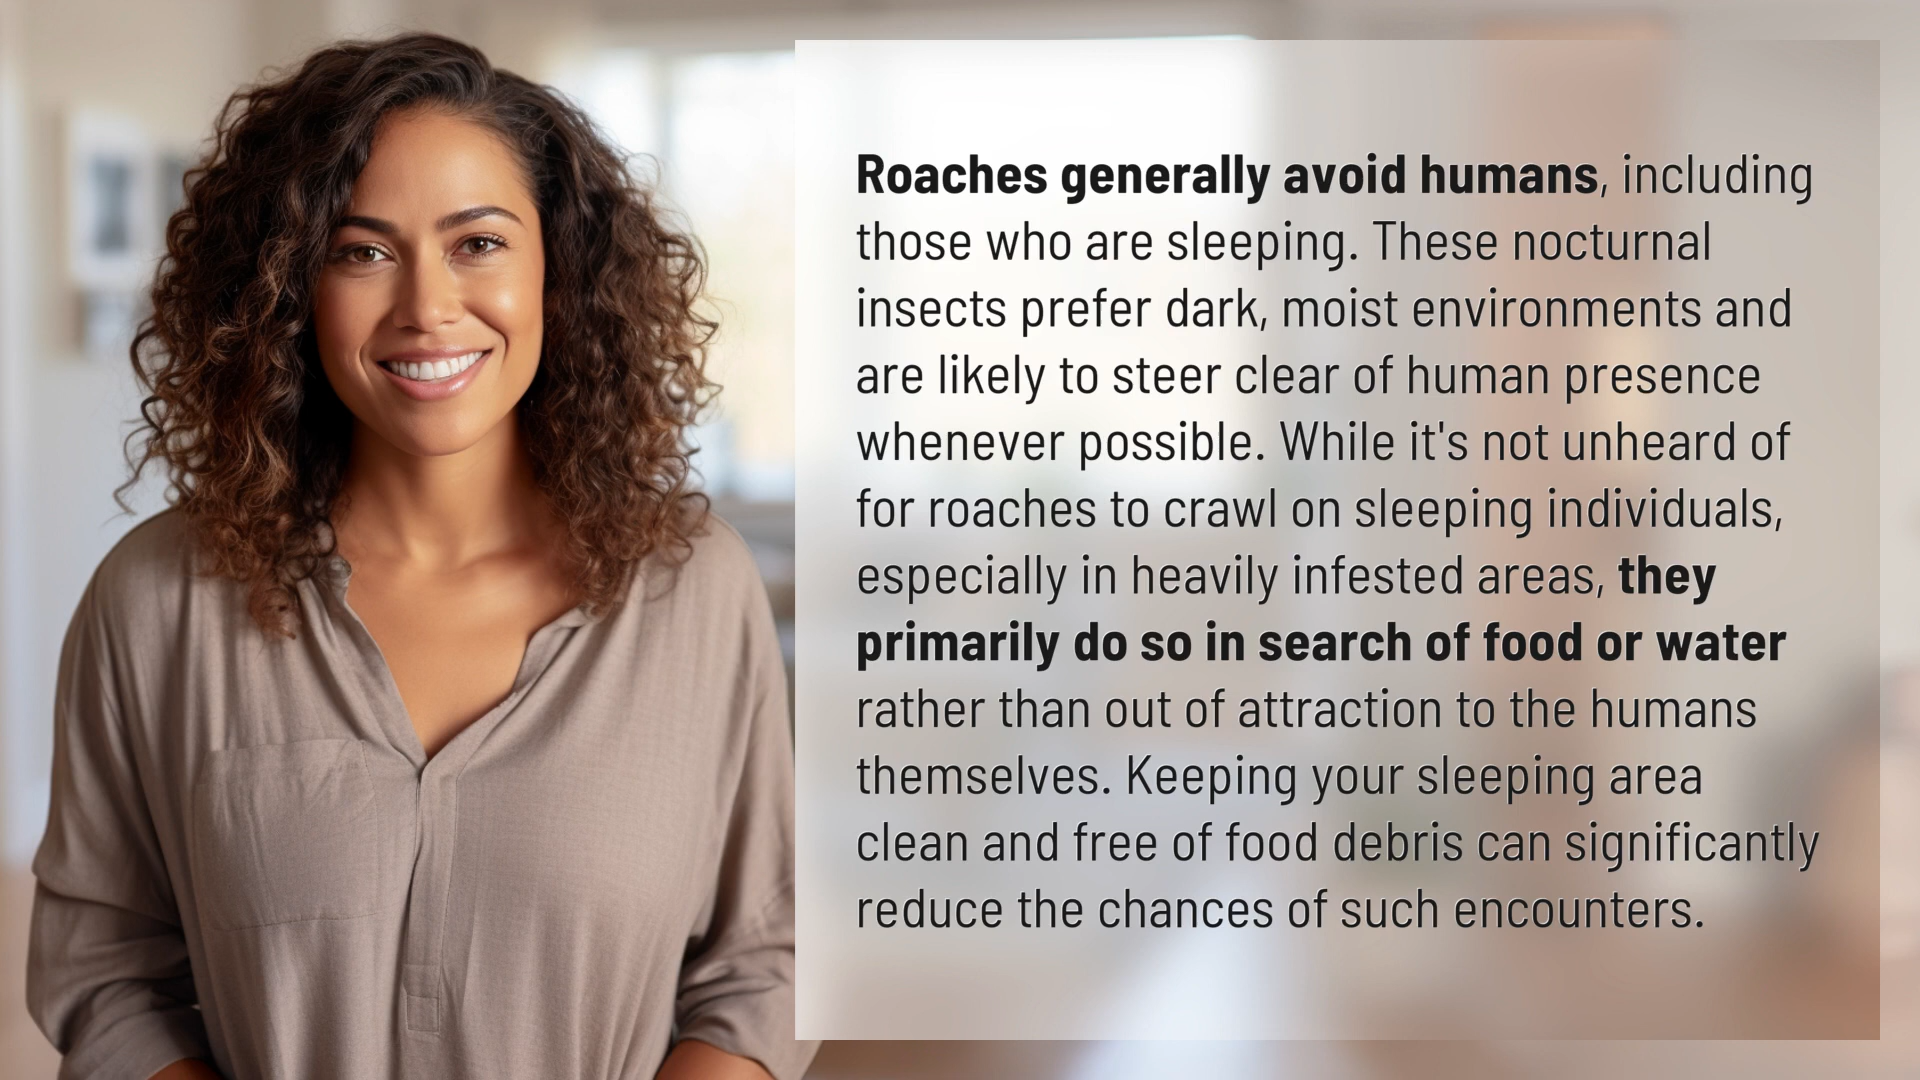 Roaches generally avoid humans, including
those who are sleeping. These nocturnal
insects prefer dark, moist environments and
are likely to steer clear of human presence
whenever possible. While it's not unheard of
for roaches to crawl on sleeping individuals,
especially in heavily infested areas, they
primarily do so in search of food or water
rather than out of attraction to the humans
themselves. Keeping your sleeping area
clean and free of food debris can significantly
reduce the chances of such encounters.